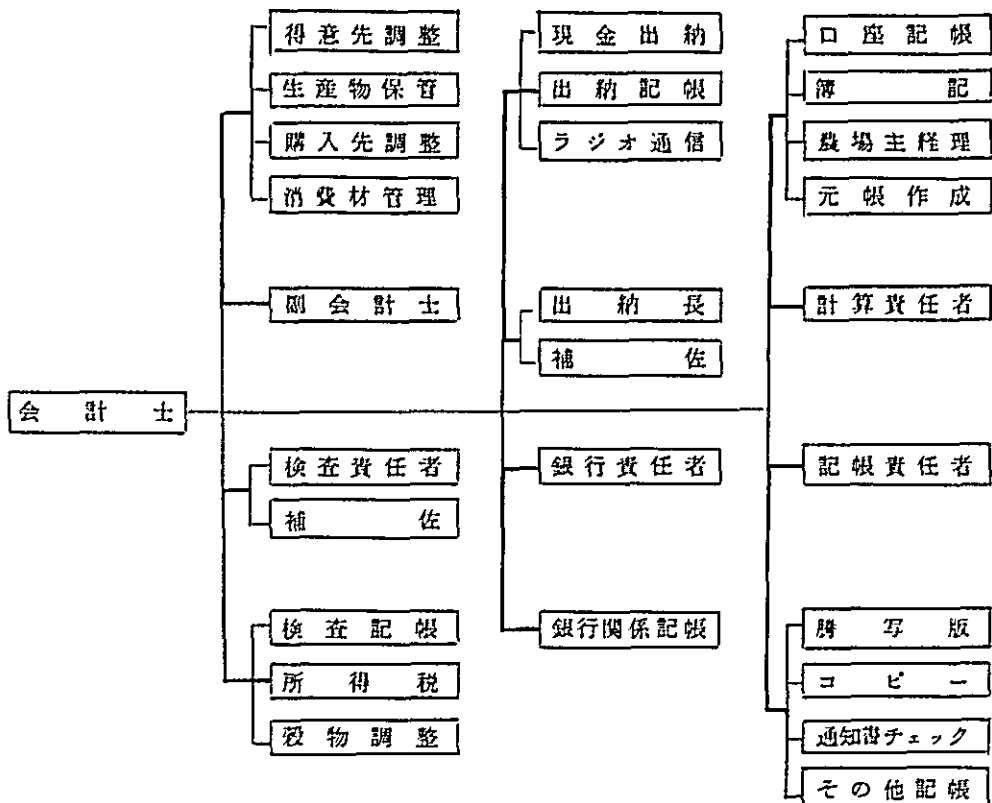 会計士
得意先調整
生産物保管
購入先調整
消費材管理
副会計士
検査責任者
補佐
検査記帳
所得税
穀物調整
現金出納
出納記帳
ラジオ通信
出納長
補佐
銀行責任者
銀行関係記帳
口座記帳
簿記
農場主経理
元帳作成
計算責任者
記帳責任者
謄写版
コピー
通知書チェック
その他記帳